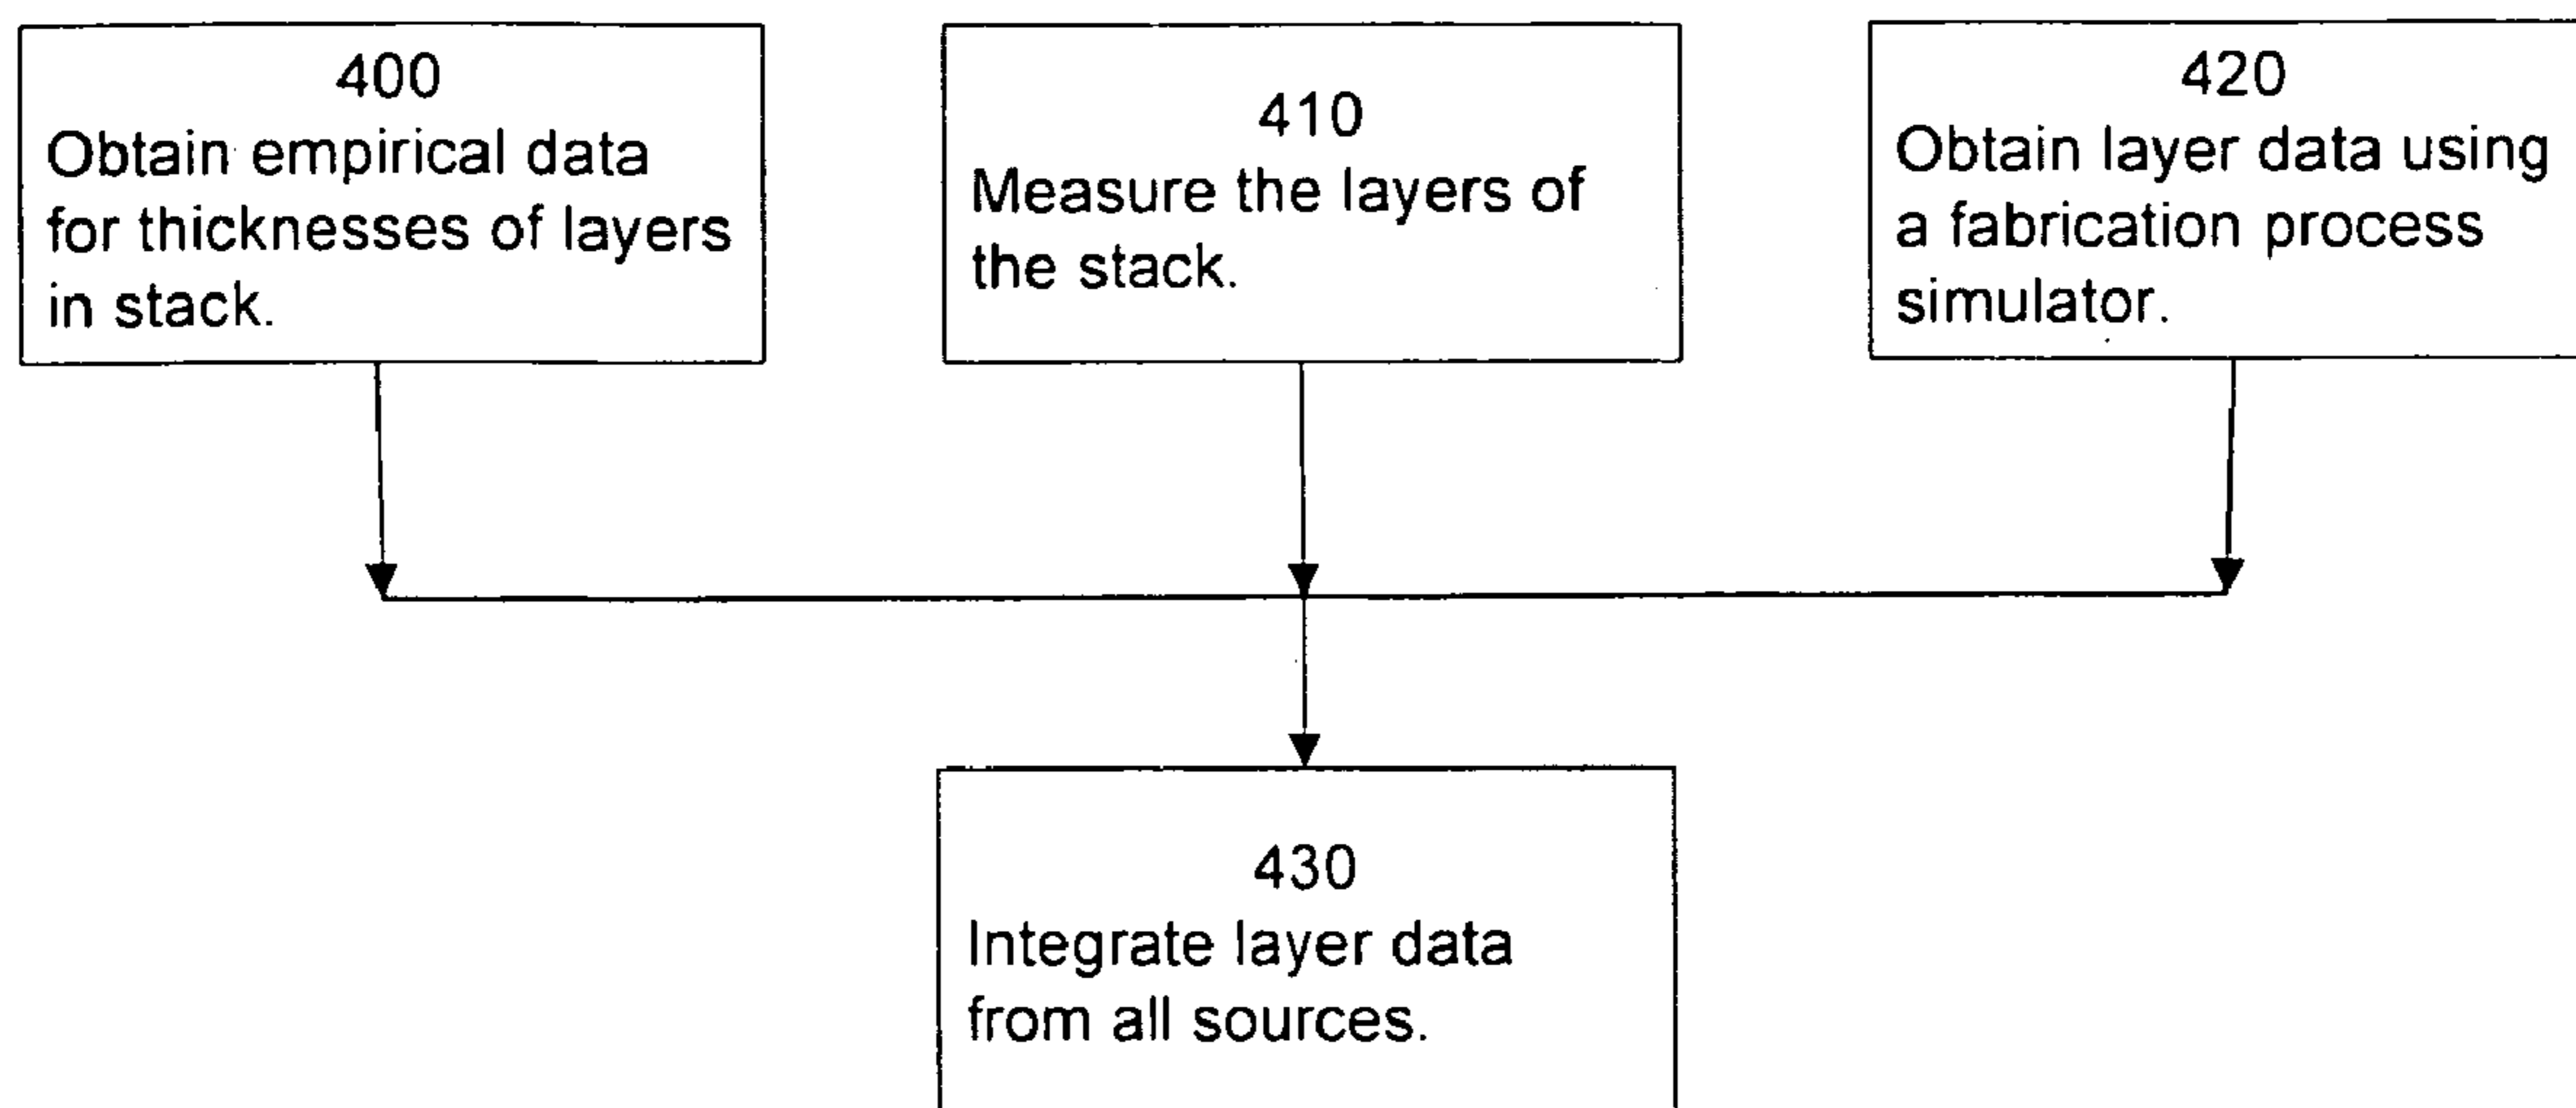 400
Obtain empirical data
for thicknesses of layers
in stack.
410
Measure the layers of
the stack.
420
Obtain layer data using
a fabrication process
simulator.
430
Integrate layer data
from all sources.